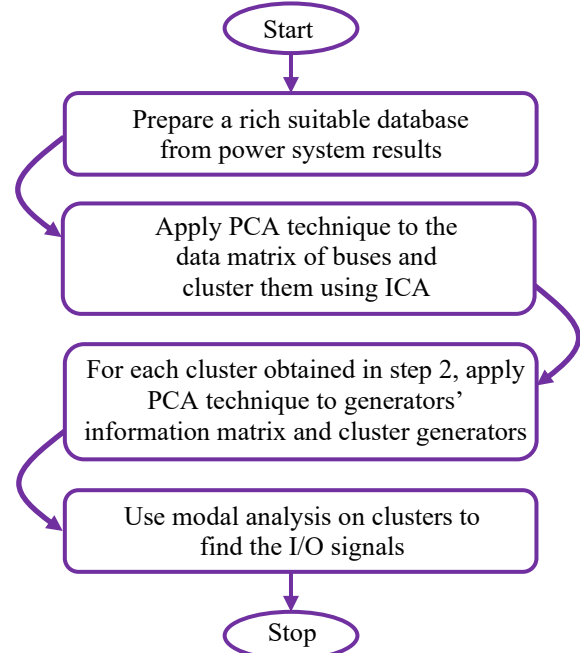 Start
Prepare a rich suitable database
from power system results
Apply PCA technique to the
data matrix of buses and
cluster them using ICA
For each cluster obtained in step 2, apply
PCA technique to generators’
information matrix and cluster generators
Use modal analysis on clusters to
find the I/O signals
Stop